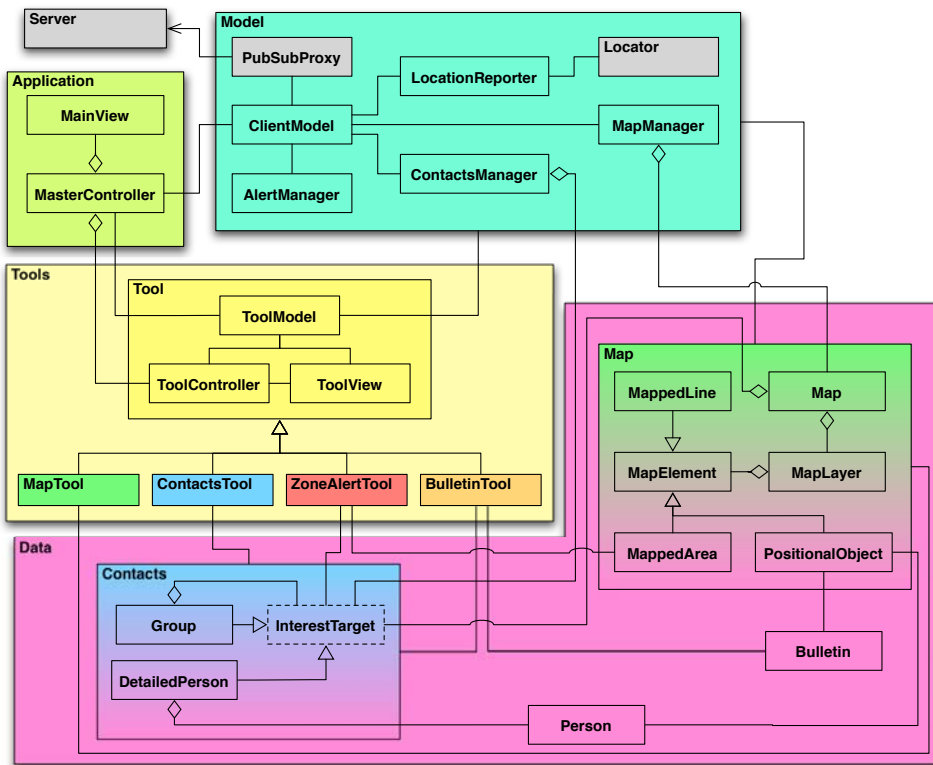 Server
Model
PubSubProxy
LocationReporter
Locator
Application
MainView
ClientModel
MapManager
ContactsManager
MasterController
AlertManager
Tools
Tool
ToolModel
ToolController
ToolView
Map
MappedLine
Map
MapElement
MapLayer
MapTool
ContactsTool
ZoneAlertTool
BulletinTool
Data
MappedArea
PositionalObject
Contacts
Group
InterestTarget
Bulletin
DetailedPerson
Person